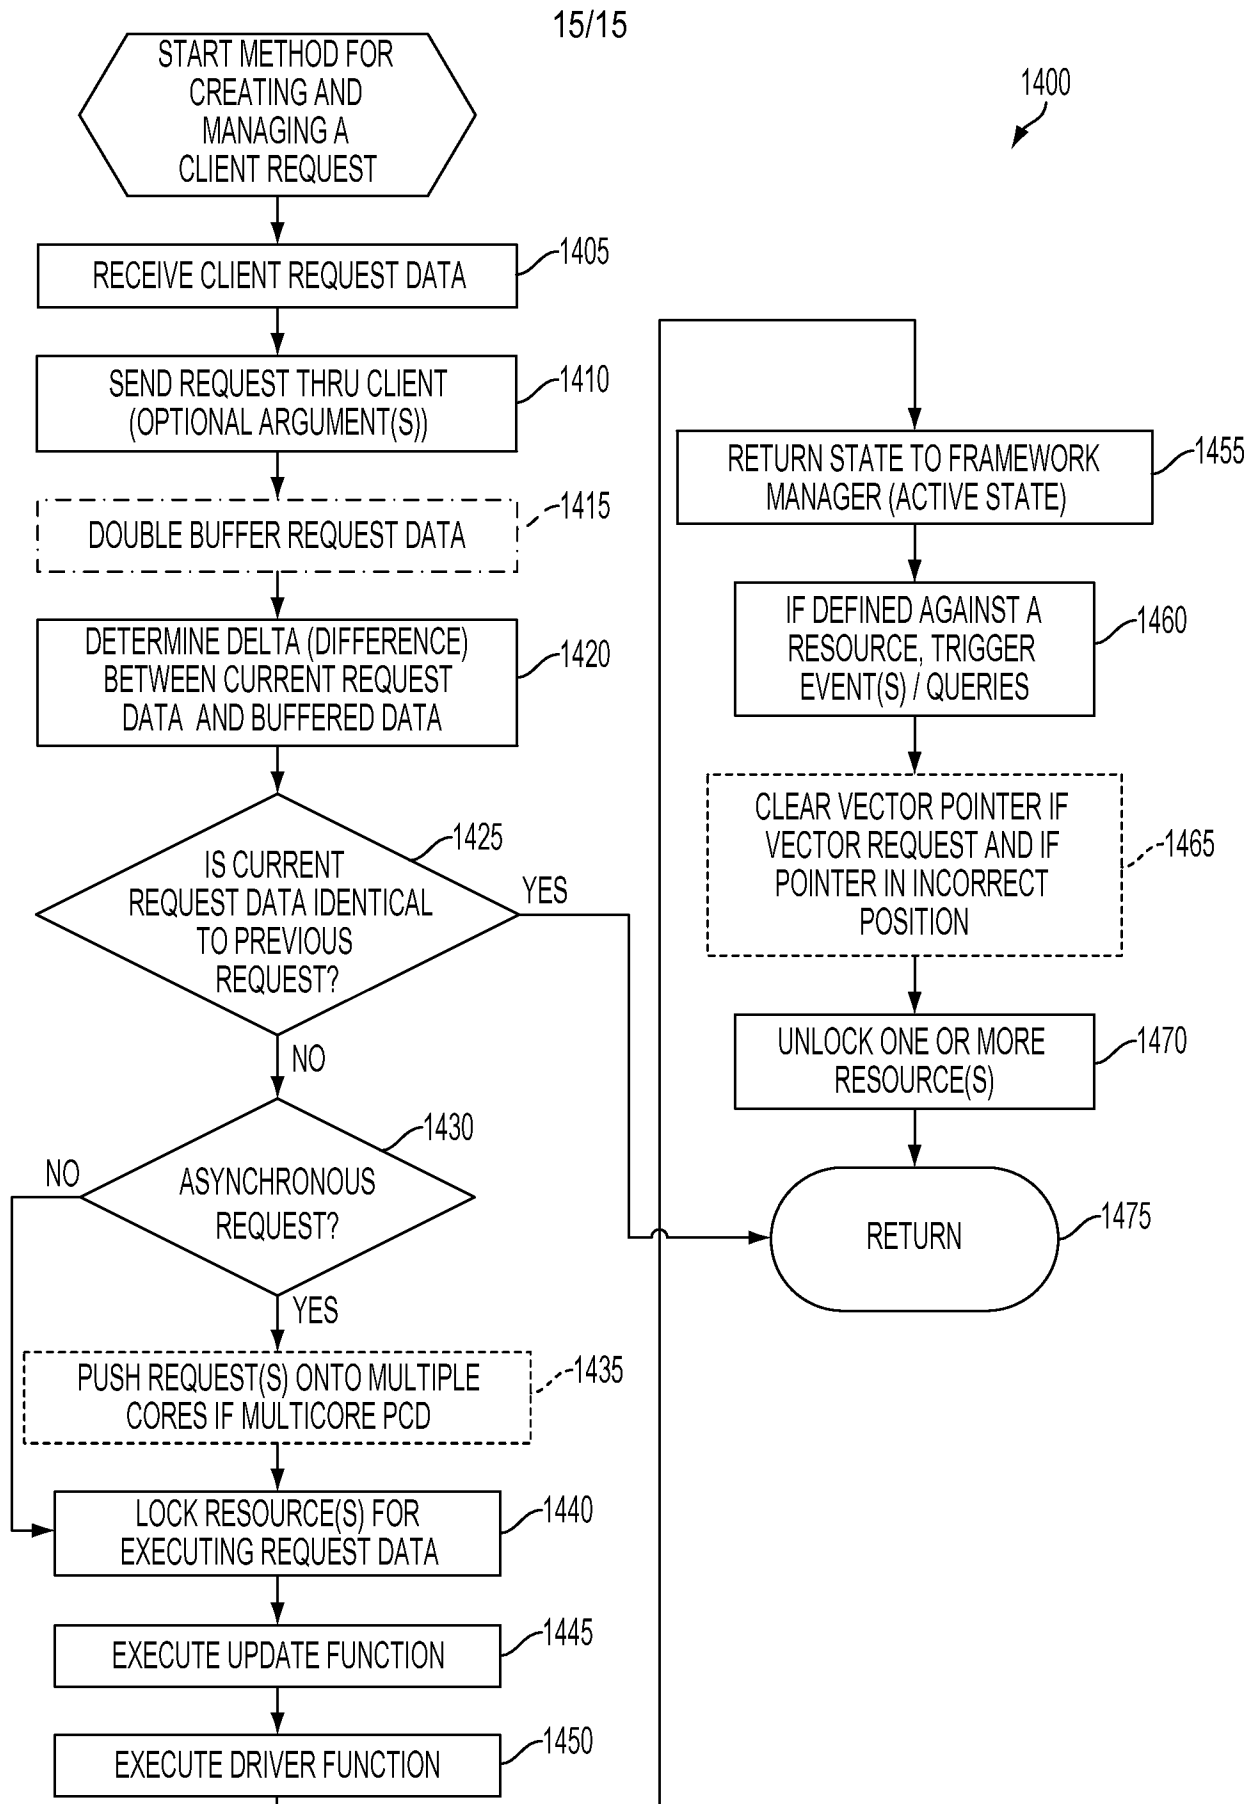 15/15
1400
START METHOD FOR
CREATING AND
MANAGING A
CLIENT REQUEST
RECEIVE CLIENT REQUEST DATA
1405
SEND REQUEST THRU CLIENT
(OPTIONAL ARGUMENT(S))
1410
DOUBLE BUFFER REQUEST DATA
1415
DETERMINE DELTA (DIFFERENCE)
BETWEEN CURRENT REQUEST
DATA AND BUFFERED DATA
1420
IS CURRENT
REQUEST DATA IDENTICAL
TO PREVIOUS
REQUEST?
1425
YES
NO
ASYNCHRONOUS
REQUEST?
1430
NO
YES
PUSH REQUEST(S) ONTO MULTIPLE
CORES IF MULTICORE PCD
1435
LOCK RESOURCE(S) FOR
EXECUTING REQUEST DATA
1440
EXECUTE UPDATE FUNCTION
1445
EXECUTE DRIVER FUNCTION
1450
RETURN STATE TO FRAMEWORK
MANAGER (ACTIVE STATE)
1455
IF DEFINED AGAINST A
RESOURCE, TRIGGER
EVENT(S) / QUERIES
1460
CLEAR VECTOR POINTER IF
VECTOR REQUEST AND IF
POINTER IN INCORRECT
POSITION
1465
UNLOCK ONE OR MORE
RESOURCE(S)
1470
RETURN
1475